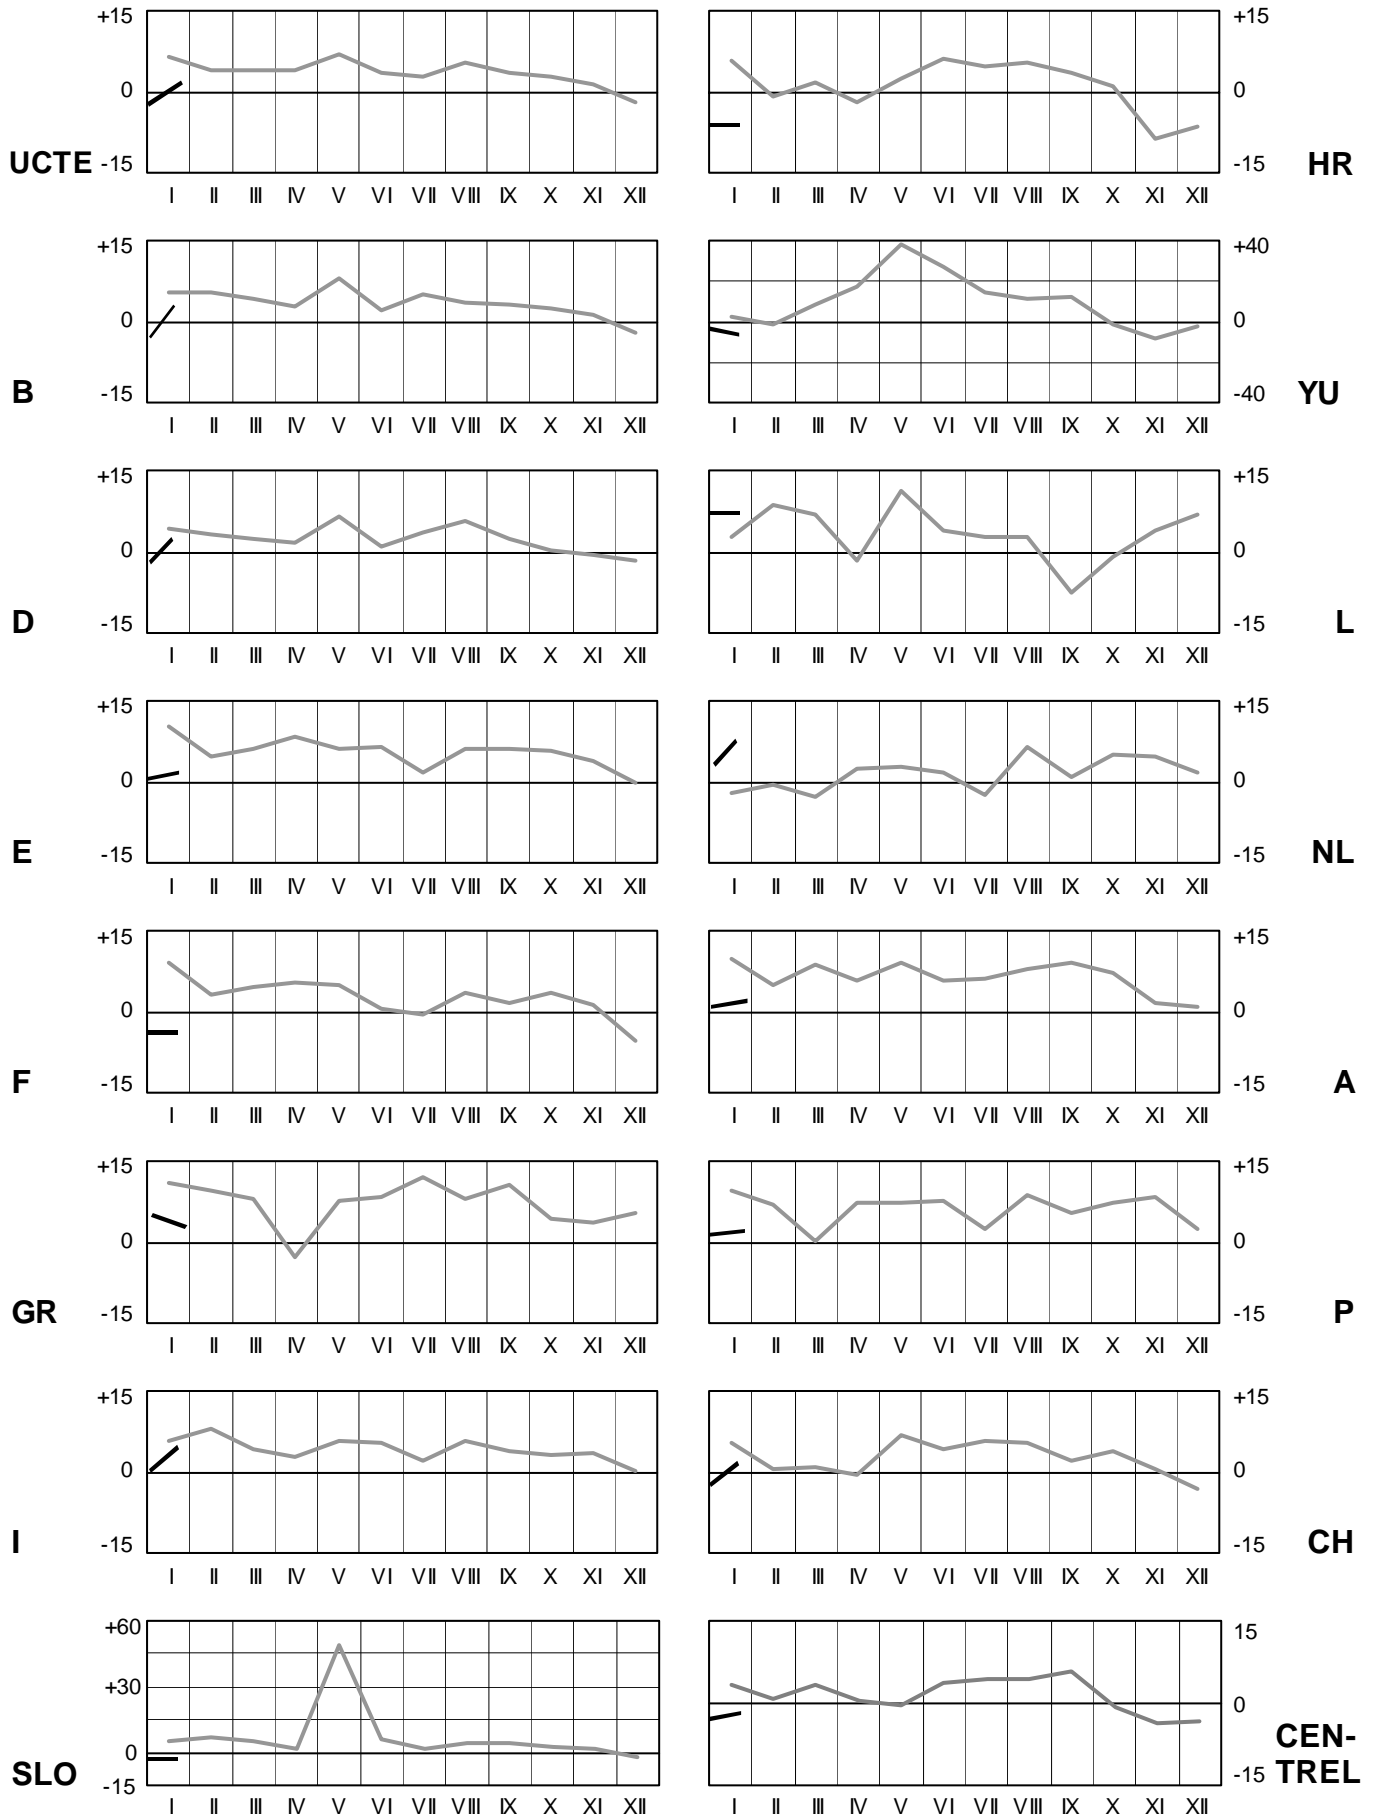 +15 +15
0 0
UCTE -15 -15 HR
I II III IV V VI VII VIII IX X XI XII I II III IV V VI VII VIII IX X XI XII
+15 +40
0 0
B -15 -40 YU
I II III IV V VI VII VIII IX X XI XII I II III IV V VI VII VIII IX X XI XII
+15 +15
0 0
D -15 -15 L
I II III IV V VI VII VIII IX X XI XII I II III IV V VI VII VIII IX X XI XII
+15 +15
0 0
E -15 -15 NL
I II III IV V VI VII VIII IX X XI XII I II III IV V VI VII VIII IX X XI XII
+15 +15
0 0
F -15 -15 A
I II III IV V VI VII VIII IX X XI XII I II III IV V VI VII VIII IX X XI XII
+15 +15
0 0
GR -15 -15 P
I II III IV V VI VII VIII IX X XI XII I II III IV V VI VII VIII IX X XI XII
+15 +15
0 0
I -15 -15 CH
I II III IV V VI VII VIII IX X XI XII I II III IV V VI VII VIII IX X XI XII
+60 15
+30 0
0 CEN-
SLO -15 -15 TREL
I II III IV V VI VII VIII IX X XI XII I II III IV V VI VII VIII IX X XI XII